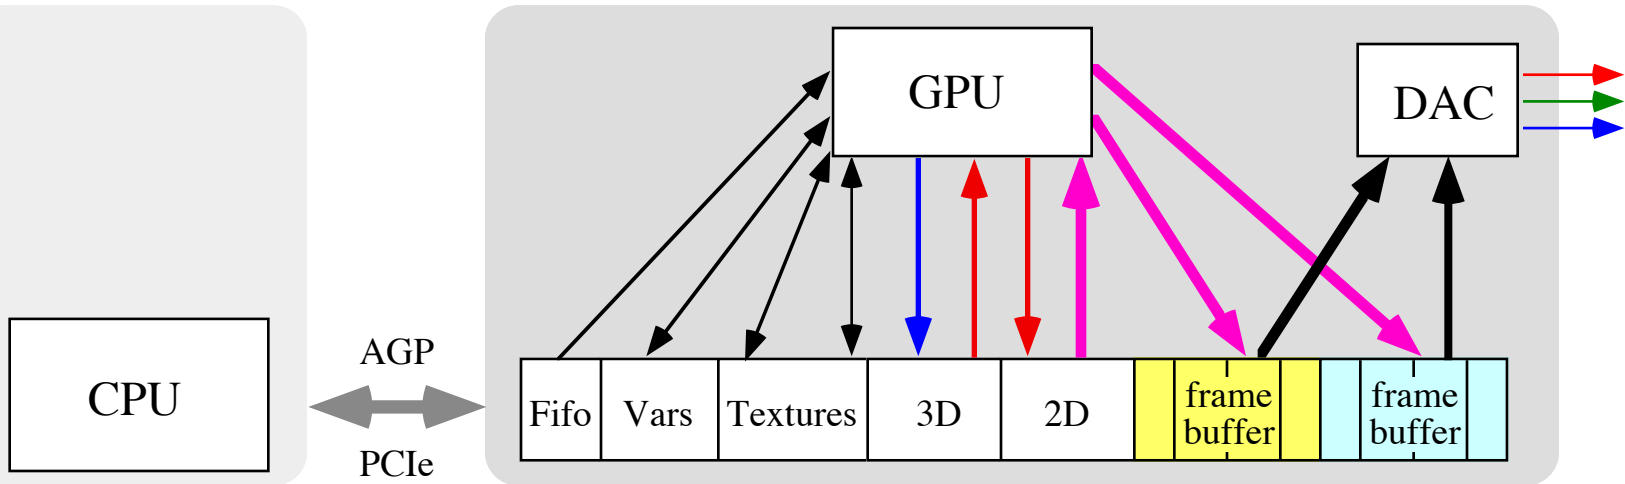 GPU
DAC
AGP
CPU
PCIe
Fifo
Vars
Textures
3D
2D
frame
buffer
frame
buffer